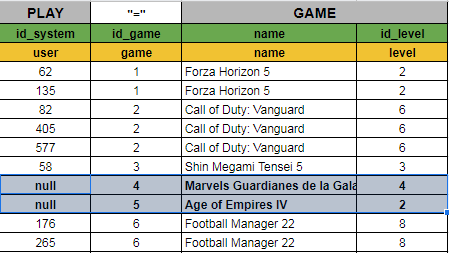 PLAY "=" GAME
id_system id_game name id_level
user game name level
62 1 Forza Horizon 5 2
135 1 Forza Horizon 5 2
82 2 Call of Duty: Vanguard 6
405 2 Call of Duty: Vanguard 6
577 2 Call of Duty: Vanguard 6
58 3 Shin Megami Tensei 5 3
null 4 Marvels Guardianes de la Gala 4
null 5 Age of Empires IV 2
176 6 Football Manager 22 8
265 6 Football Manager 22 8